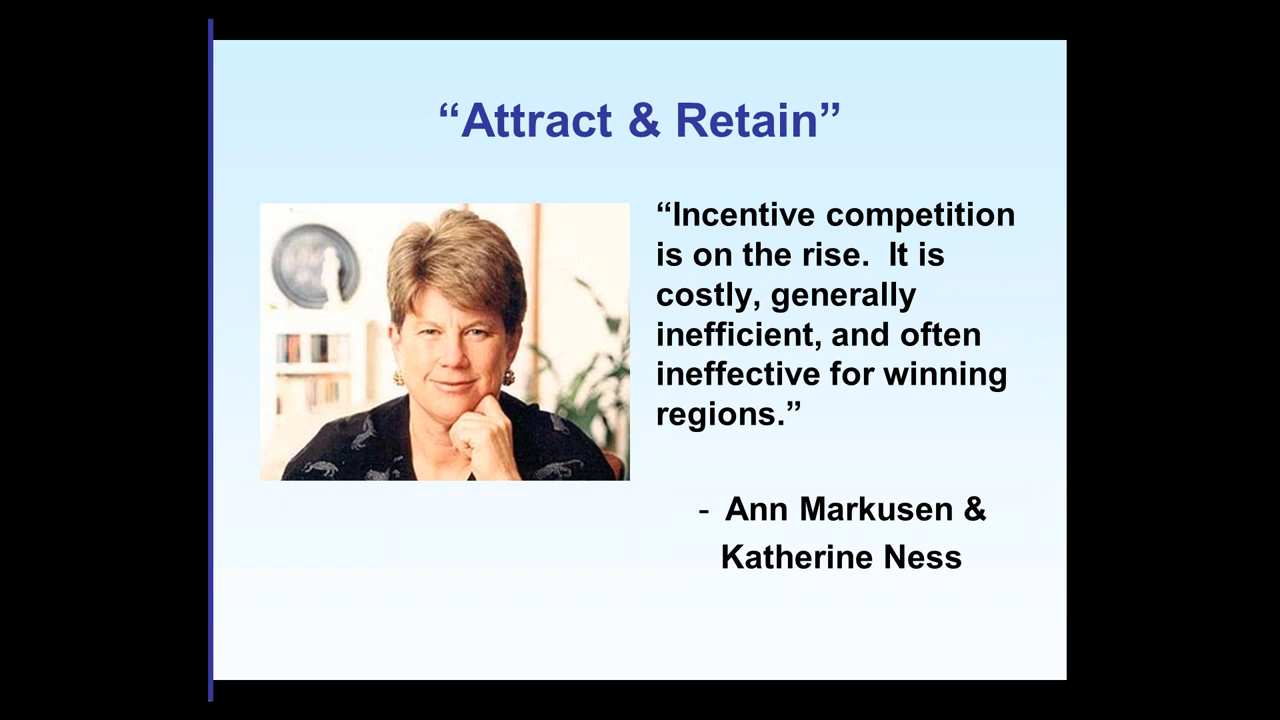 “Attract & Retain”
“Incentive competition
is on the rise.  It is
costly, generally
inefficient, and often
ineffective for winning
regions.”
-  Ann Markusen &
Katherine Ness